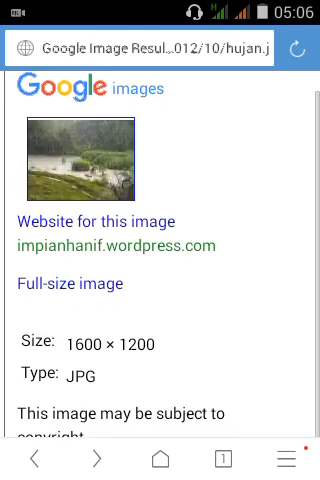 05:06
Google Image Resul...012/10/hujan.j
Google images
Website for this image
impianhanif.wordpress.com
Full-size image
Size: 1600 × 1200
Type: JPG
This image may be subject to
copyright
1